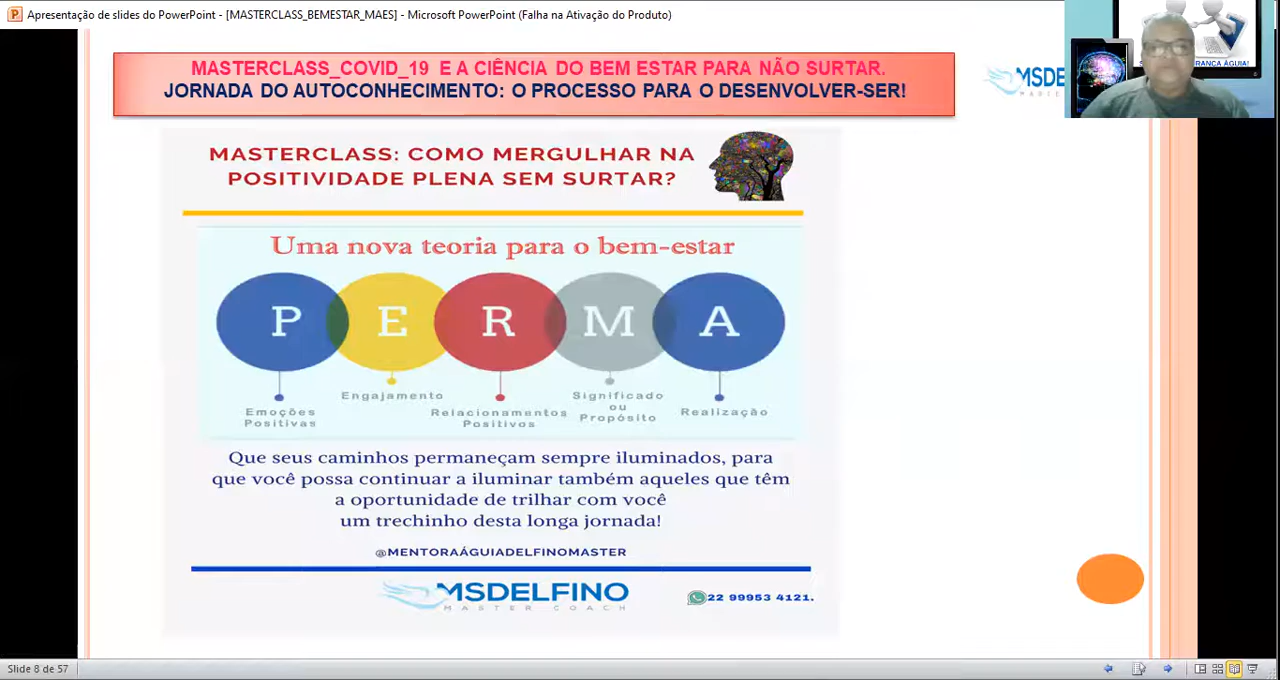 Apresentação de slides do PowerPoint - [MASTERCLASS_BEMESTAR_MAES] - Microsoft PowerPoint (Falha na Ativação do Produto)
MASTERCLASS_COVID_19 E A CIÊNCIA DO BEM ESTAR PARA NÃO SURTAR.
JORNADA DO AUTOCONHECIMENTO: O PROCESSO PARA O DESENVOLVER-SER!
MSDEL
MASTERCLASS: COMO MERGULHAR NA
POSITIVIDADE PLENA SEM SURTAR?
Uma nova teoria para o bem-estar
P E R M A
Emoções
Positivas
Engajamento
Relacionamentos
Positivos
Significado
ou
Propósito
Realização
Que seus caminhos permaneçam sempre iluminados, para
que você possa continuar a iluminar também aqueles que têm
a oportunidade de trilhar com você
um trechinho desta longa jornada!
@MENTORAÁGUIADELFINOMASTER
MSDELFINO
MASTER COACH
22 99953 4121.
Slide 8 de 57